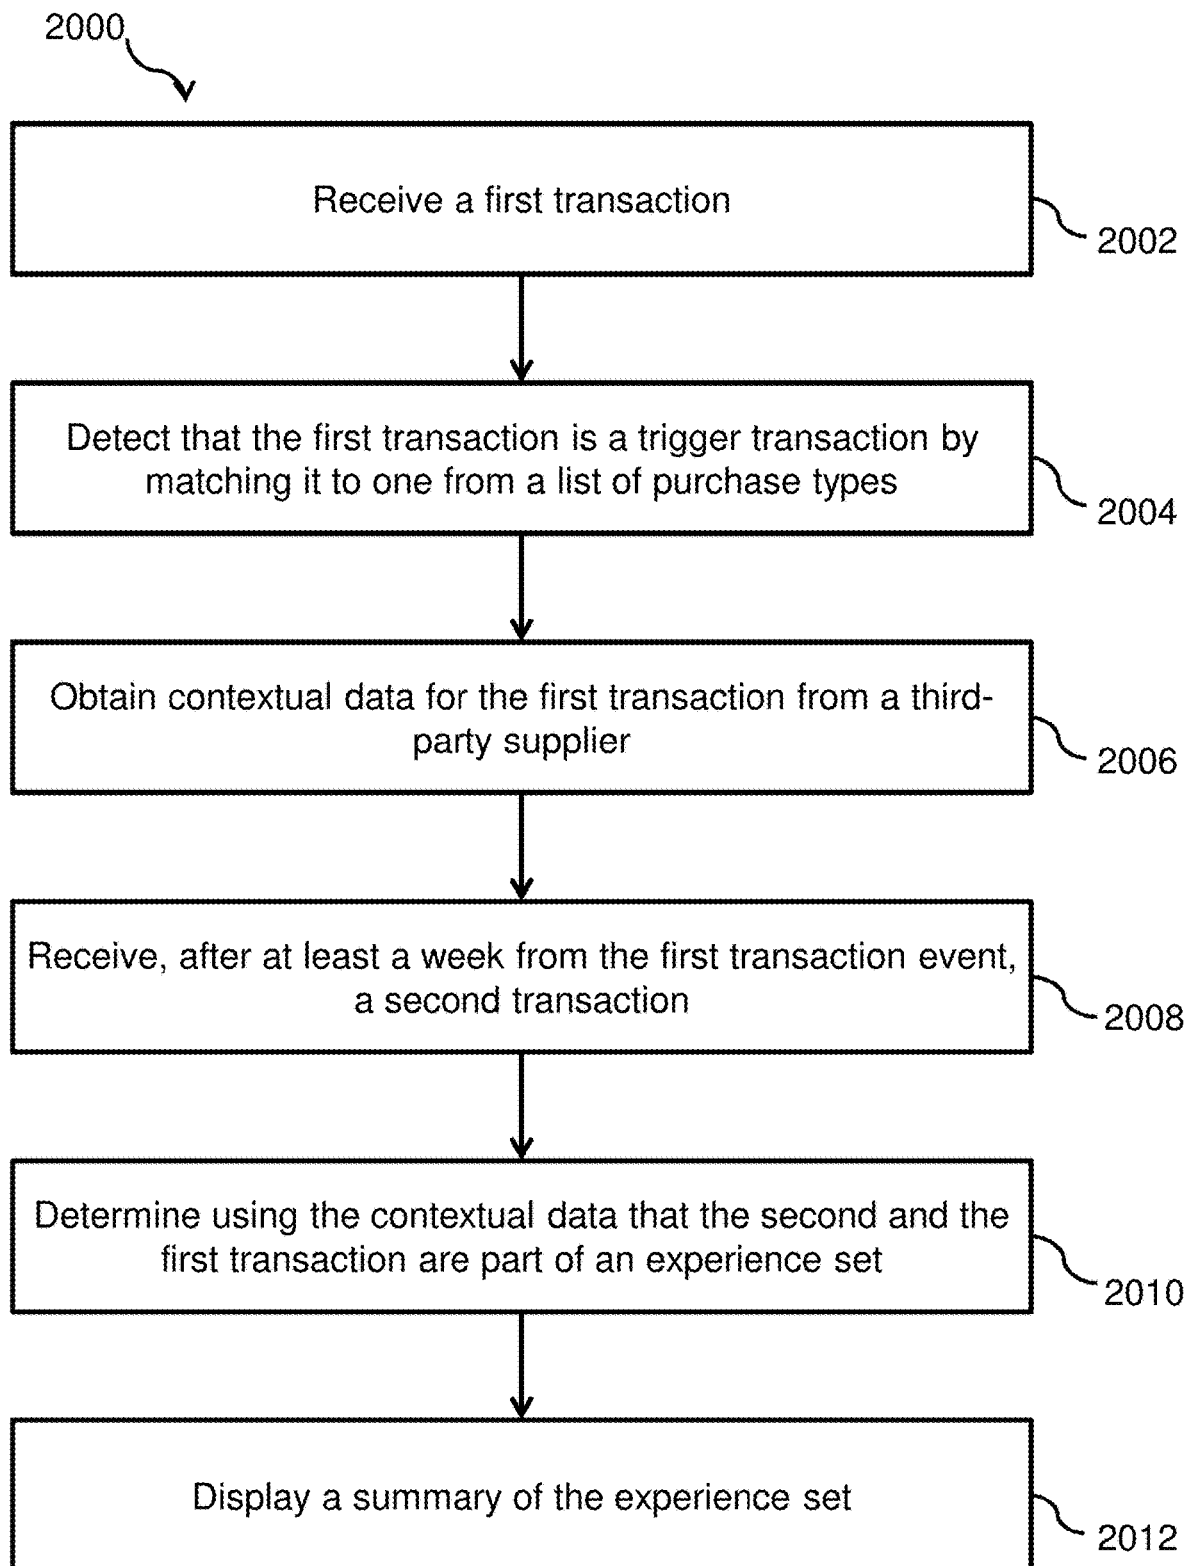 2000
Receive a first transaction
2002
Detect that the first transaction is a trigger transaction by
matching it to one from a list of purchase types
2004
Obtain contextual data for the first transaction from a third-
party supplier
2006
Receive, after at least a week from the first transaction event,
a second transaction
2008
Determine using the contextual data that the second and the
first transaction are part of an experience set
2010
Display a summary of the experience set
2012